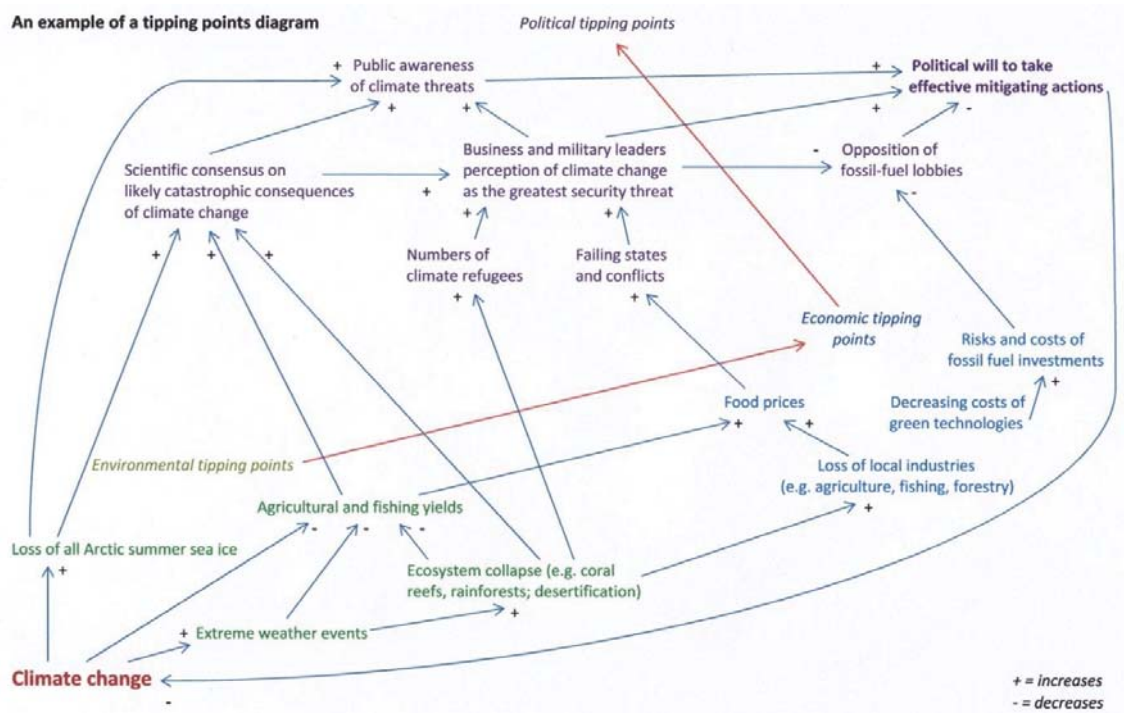 An example of a tipping points diagram
Political tipping points
+ Public awareness
of climate threats
+
+
+
Political will to take
effective mitigating actions
+
-
Scientific consensus on
likely catastrophic consequences
of climate change
+
Business and military leaders
perception of climate change
as the greatest security threat
-
Opposition of
fossil-fuel lobbies
-
+
+
+
+
+
Numbers of
climate refugees
+
Failing states
and conflicts
+
Economic tipping
points
Risks and costs of
fossil fuel investments
+
Food prices
+
+
Decreasing costs of
green technologies
Environmental tipping points
Loss of local industries
(e.g. agriculture, fishing, forestry)
+
Agricultural and fishing yields
-
-
-
Loss of all Arctic summer sea ice
+
Ecosystem collapse (e.g. coral
reefs, rainforests; desertification)
+
+ Extreme weather events
Climate change
-
+ = increases
- = decreases